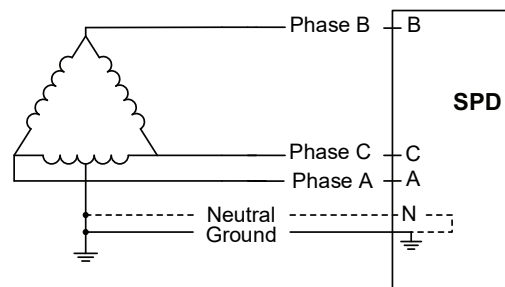 Phase B B
SPD
Phase C C
Phase A A
Neutral N
Ground